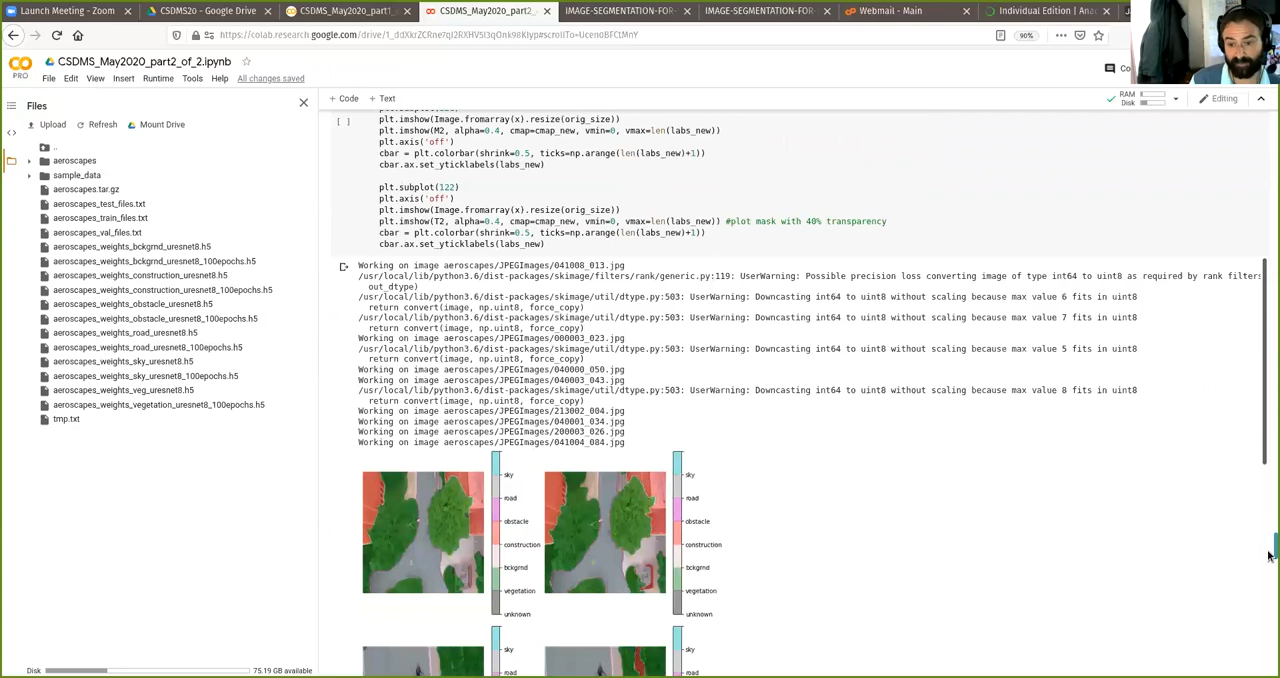 Launch Meeting - Zoom
CSDMS2o - Google Drive
CSDMS_May2020_part1_
CSDMS_May2020_part2_
IMAGE-SEGMENTATION-FOR-
IMAGE-SEGMENTATION-FOR-
Webmail - Main
Individual Edition | Ana
90%
PRO
CSDMS_May2020_part2_of_2.ipynb
File Edit View Insert Runtime Tools Help All changes saved
Co
Files
+ Code + Text
RAM
Disk
Editing
Upload Refresh Mount Drive
..
aeroscapes
sample_data
aeroscapes.tar.gz
aeroscapes_test_files.txt
aeroscapes_train_files.txt
aeroscapes_val_files.txt
aeroscapes_weights_bckgrnd_uresnet8.h5
aeroscapes_weights_bckgrnd_uresnet8_100epochs.h5
aeroscapes_weights_construction_uresnet8.h5
aeroscapes_weights_construction_uresnet8_100epochs.h5
aeroscapes_weights_obstacle_uresnet8.h5
aeroscapes_weights_obstacle_uresnet8_100epochs.h5
aeroscapes_weights_road_uresnet8.h5
aeroscapes_weights_road_uresnet8_100epochs.h5
aeroscapes_weights_sky_uresnet8.h5
aeroscapes_weights_sky_uresnet8_100epochs.h5
aeroscapes_weights_veg_uresnet8.h5
aeroscapes_weights_vegetation_uresnet8_100epochs.h5
tmp.txt
Disk 75.19 GB available
[ ]
plt.imshow(Image.fromarray(x).resize(orig_size))
plt.imshow(M2, alpha=0.4, cmap=cmap_new, vmin=0, vmax=len(labs_new))
plt.axis('off')
cbar = plt.colorbar(shrink=0.5, ticks=np.arange(len(labs_new)+1))
cbar.ax.set_yticklabels(labs_new)
plt.subplot(122)
plt.axis('off')
plt.imshow(Image.fromarray(x).resize(orig_size))
plt.imshow(T2, alpha=0.4, cmap=cmap_new, vmin=0, vmax=len(labs_new)) #plot mask with 40% transparency
cbar = plt.colorbar(shrink=0.5, ticks=np.arange(len(labs_new)+1))
cbar.ax.set_yticklabels(labs_new)
Working on image aeroscapes/JPEGImages/041008_013.jpg
/usr/local/lib/python3.6/dist-packages/skimage/filters/rank/generic.py:119: UserWarning: Possible precision loss converting image of type int64 to uint8 as required by rank filters
out_dtype)
/usr/local/lib/python3.6/dist-packages/skimage/util/dtype.py:503: UserWarning: Downcasting int64 to uint8 without scaling because max value 6 fits in uint8
return convert(image, np.uint8, force_copy)
/usr/local/lib/python3.6/dist-packages/skimage/util/dtype.py:503: UserWarning: Downcasting int64 to uint8 without scaling because max value 7 fits in uint8
return convert(image, np.uint8, force_copy)
Working on image aeroscapes/JPEGImages/000003_023.jpg
/usr/local/lib/python3.6/dist-packages/skimage/util/dtype.py:503: UserWarning: Downcasting int64 to uint8 without scaling because max value 5 fits in uint8
return convert(image, np.uint8, force_copy)
Working on image aeroscapes/JPEGImages/040000_050.jpg
Working on image aeroscapes/JPEGImages/040003_043.jpg
/usr/local/lib/python3.6/dist-packages/skimage/util/dtype.py:503: UserWarning: Downcasting int64 to uint8 without scaling because max value 8 fits in uint8
return convert(image, np.uint8, force_copy)
Working on image aeroscapes/JPEGImages/213002_004.jpg
Working on image aeroscapes/JPEGImages/040001_034.jpg
Working on image aeroscapes/JPEGImages/200003_026.jpg
Working on image aeroscapes/JPEGImages/041004_084.jpg
sky sky
road road
obstacle obstacle
construction construction
bckgrnd bckgrnd
vegetation vegetation
unknown unknown
sky sky
road road